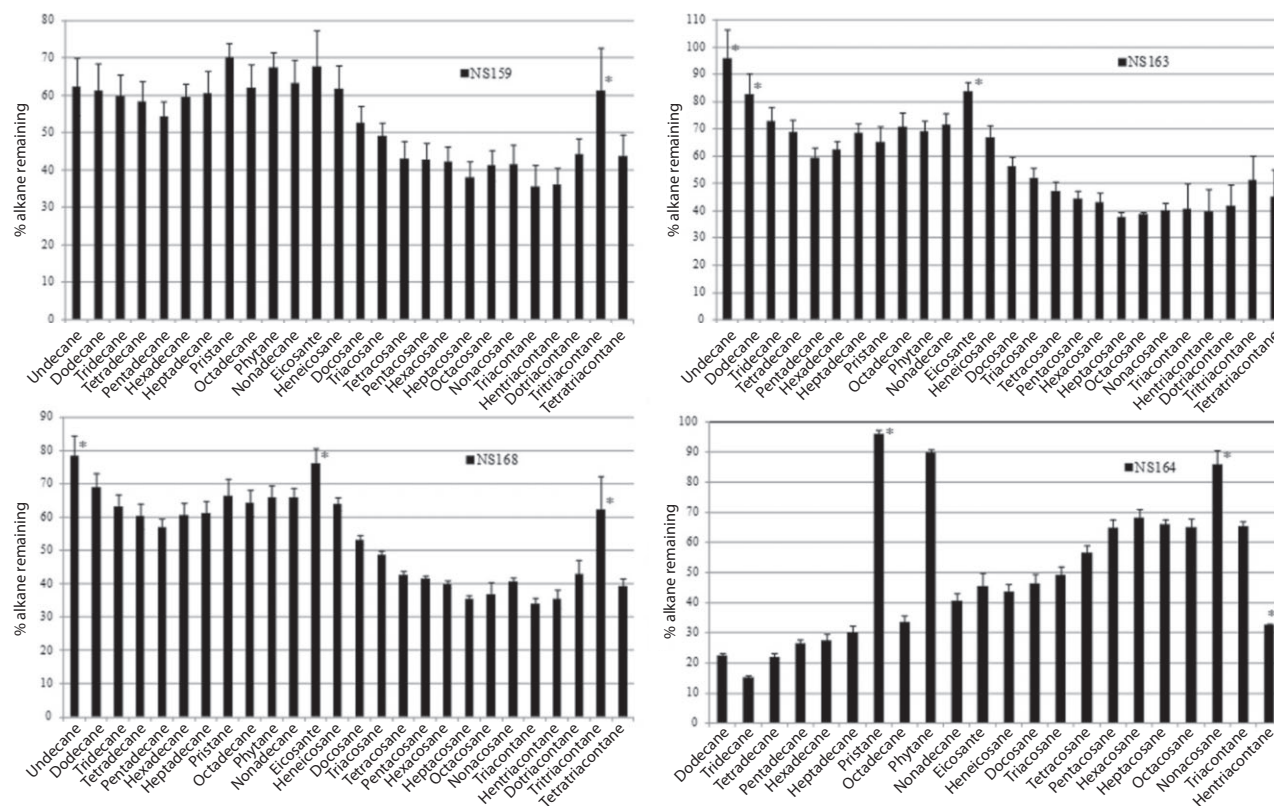 80
70
60
50
40
30
20
10
0
% alkane remaining
NS159
*
Undecane
Dodecane
Tridecane
Tetradecane
Pentadecane
Hexadecane
Heptadecane
Pristane
Octadecane
Phytane
Nonadecane
Eicosante
Heneicosane
Docosane
Triacosane
Tetracosane
Pentacosane
Hexacosane
Heptacosane
Octacosane
Nonacosane
Triacontane
Hentriacontane
Dotriacontane
Tritriacontane
Tetratriacontane
110
100
90
80
70
60
50
40
30
20
10
0
% alkane remaining
NS163
*
*
*
Undecane
Dodecane
Tridecane
Tetradecane
Pentadecane
Hexadecane
Heptadecane
Pristane
Octadecane
Phytane
Nonadecane
Eicosante
Heneicosane
Docosane
Triacosane
Tetracosane
Pentacosane
Hexacosane
Heptacosane
Octacosane
Nonacosane
Triacontane
Hentriacontane
Dotriacontane
Tritriacontane
Tetratriacontane
90
80
70
60
50
40
30
20
10
0
% alkane remaining
NS168
*
*
*
Undecane
Dodecane
Tridecane
Tetradecane
Pentadecane
Hexadecane
Heptadecane
Pristane
Octadecane
Phytane
Nonadecane
Eicosante
Heneicosane
Docosane
Triacosane
Tetracosane
Pentacosane
Hexacosane
Heptacosane
Octacosane
Nonacosane
Triacontane
Hentriacontane
Dotriacontane
Tritriacontane
Tetratriacontane
100
90
80
70
60
50
40
30
20
10
0
% alkane remaining
NS164
*
*
*
Dodecane
Tridecane
Tetradecane
Pentadecane
Hexadecane
Heptadecane
Pristane
Octadecane
Phytane
Nonadecane
Eicosante
Heneicosane
Docosane
Triacosane
Tetracosane
Pentacosane
Hexacosane
Heptacosane
Octacosane
Nonacosane
Triacontane
Hentriacontane